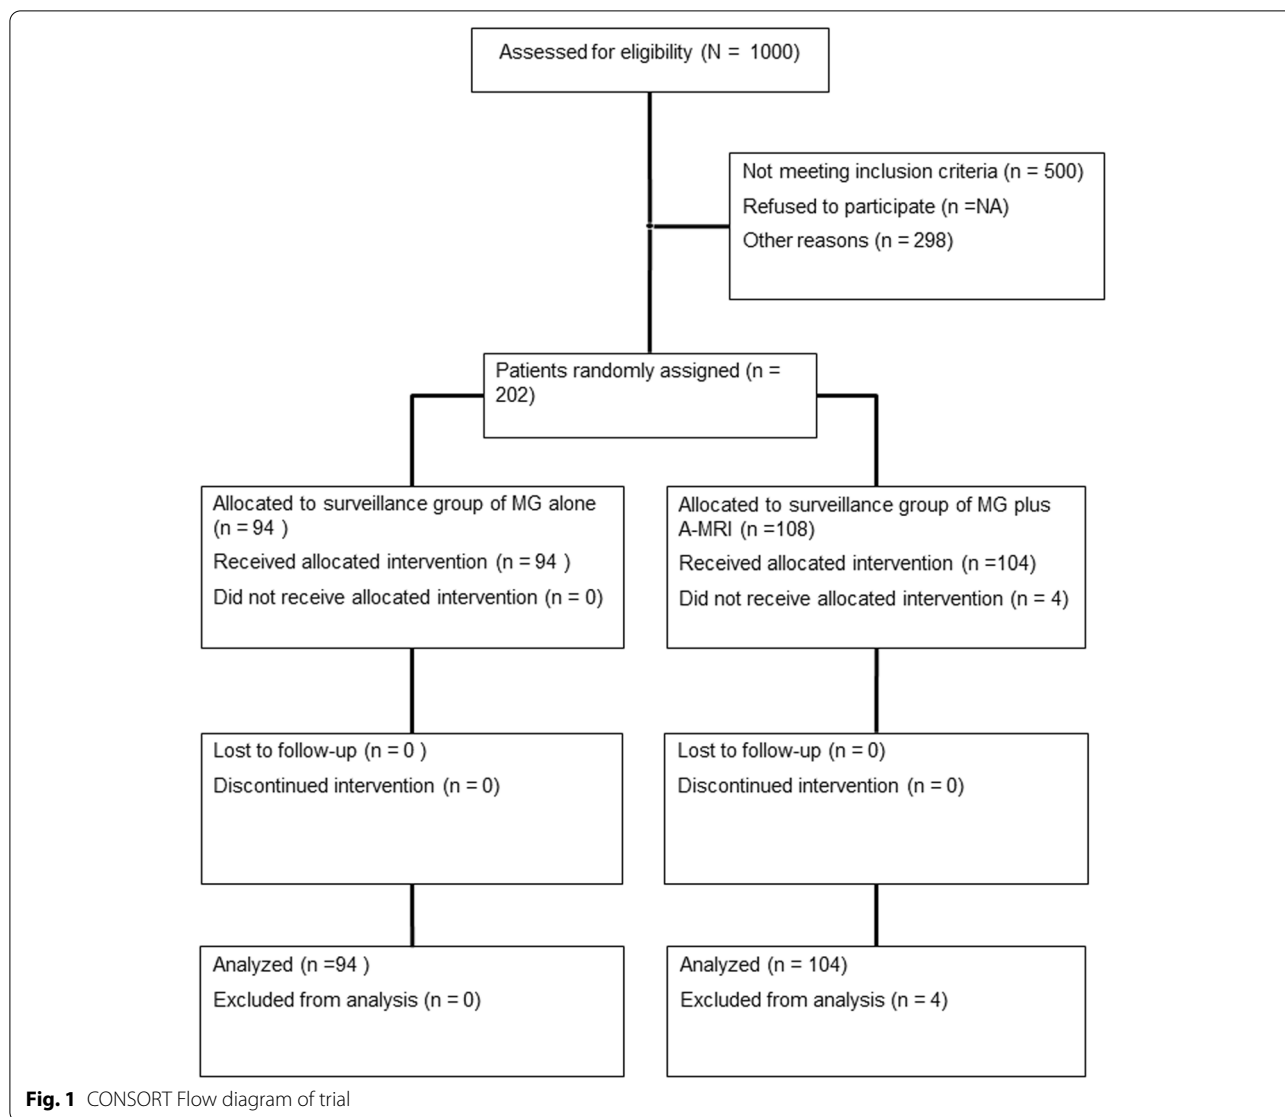 Assessed for eligibility (N = 1000)
Not meeting inclusion criteria (n = 500)
Refused to participate (n =NA)
Other reasons (n = 298)
Patients randomly assigned (n =
202)
Allocated to surveillance group of MG alone
(n = 94 )
Received allocated intervention (n = 94 )
Did not receive allocated intervention (n = 0)
Allocated to surveillance group of MG plus
A-MRI (n =108)
Received allocated intervention (n =104)
Did not receive allocated intervention (n = 4)
Lost to follow-up (n = 0 )
Discontinued intervention (n = 0)
Lost to follow-up (n = 0)
Discontinued intervention (n = 0)
Analyzed (n =94 )
Excluded from analysis (n = 0)
Analyzed (n = 104)
Excluded from analysis (n = 4)
Fig. 1 CONSORT Flow diagram of trial